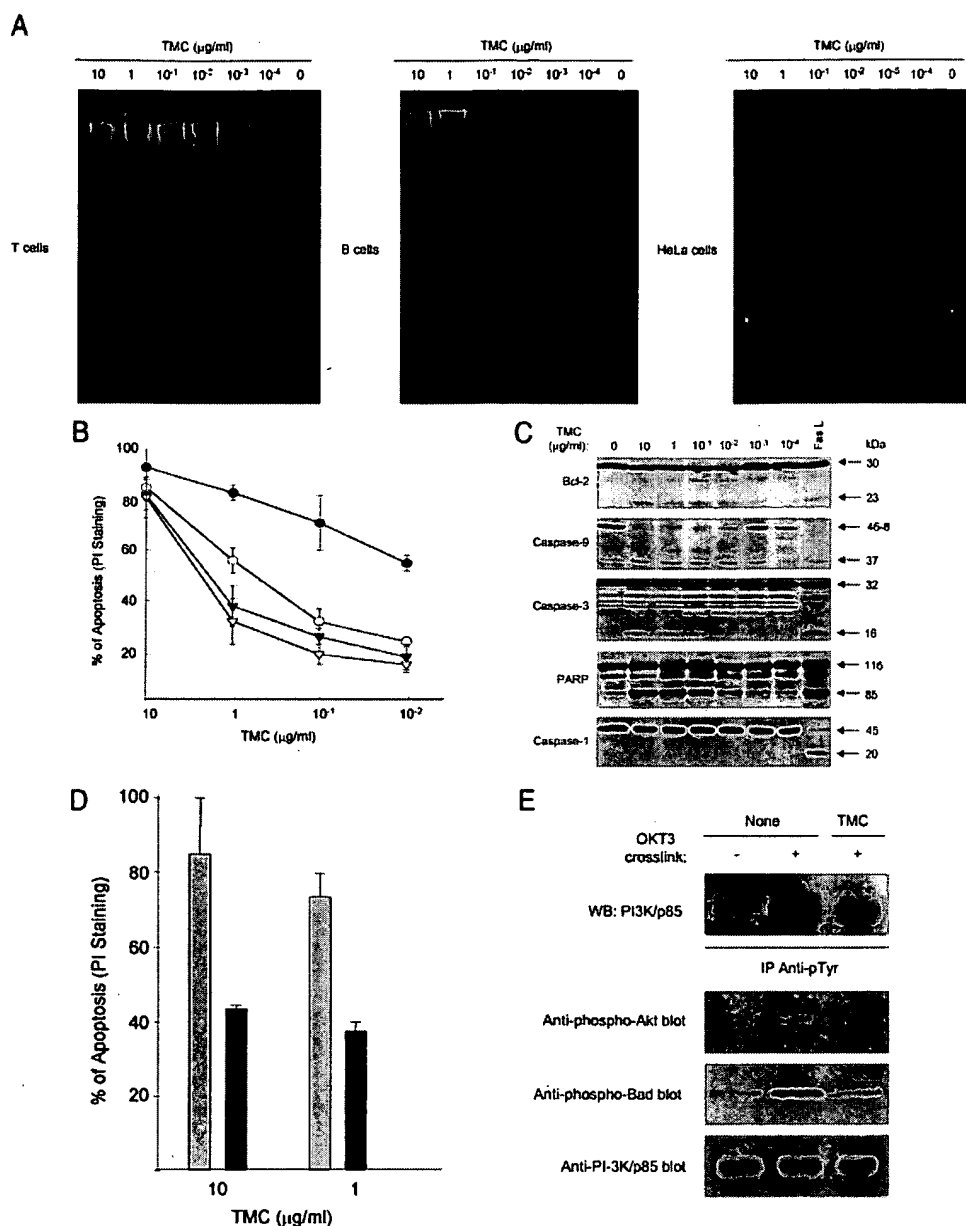 A
TMC (µg/ml)
10 1 10⁻¹ 10⁻² 10⁻³ 10⁻⁴ 0
T cells
TMC (µg/ml)
10 1 10⁻¹ 10⁻² 10⁻³ 10⁻⁴ 0
B cells
TMC (µg/ml)
10 1 10⁻¹ 10⁻² 10⁻³ 10⁻⁴ 0
HeLa cells
B
% of Apoptosis (PI Staining)
100
80
60
40
20
10 1 10⁻¹ 10⁻²
TMC (µg/ml)
C
TMC (µg/ml):
0 10 1 10⁻¹ 10⁻² 10⁻³ 10⁻⁴ Fas L kDa
Bcl-2
30
23
Caspase-9
46-8
37
Caspase-3
32
16
PARP
116
85
Caspase-1
45
20
D
% of Apoptosis (PI Staining)
100
80
60
40
20
10 1
TMC (µg/ml)
E
None TMC
OKT3
crosslink: - + +
WB: PI3K/p85
IP Anti-pTyr
Anti-phospho-Akt blot
Anti-phospho-Bad blot
Anti-PI-3K/p85 blot